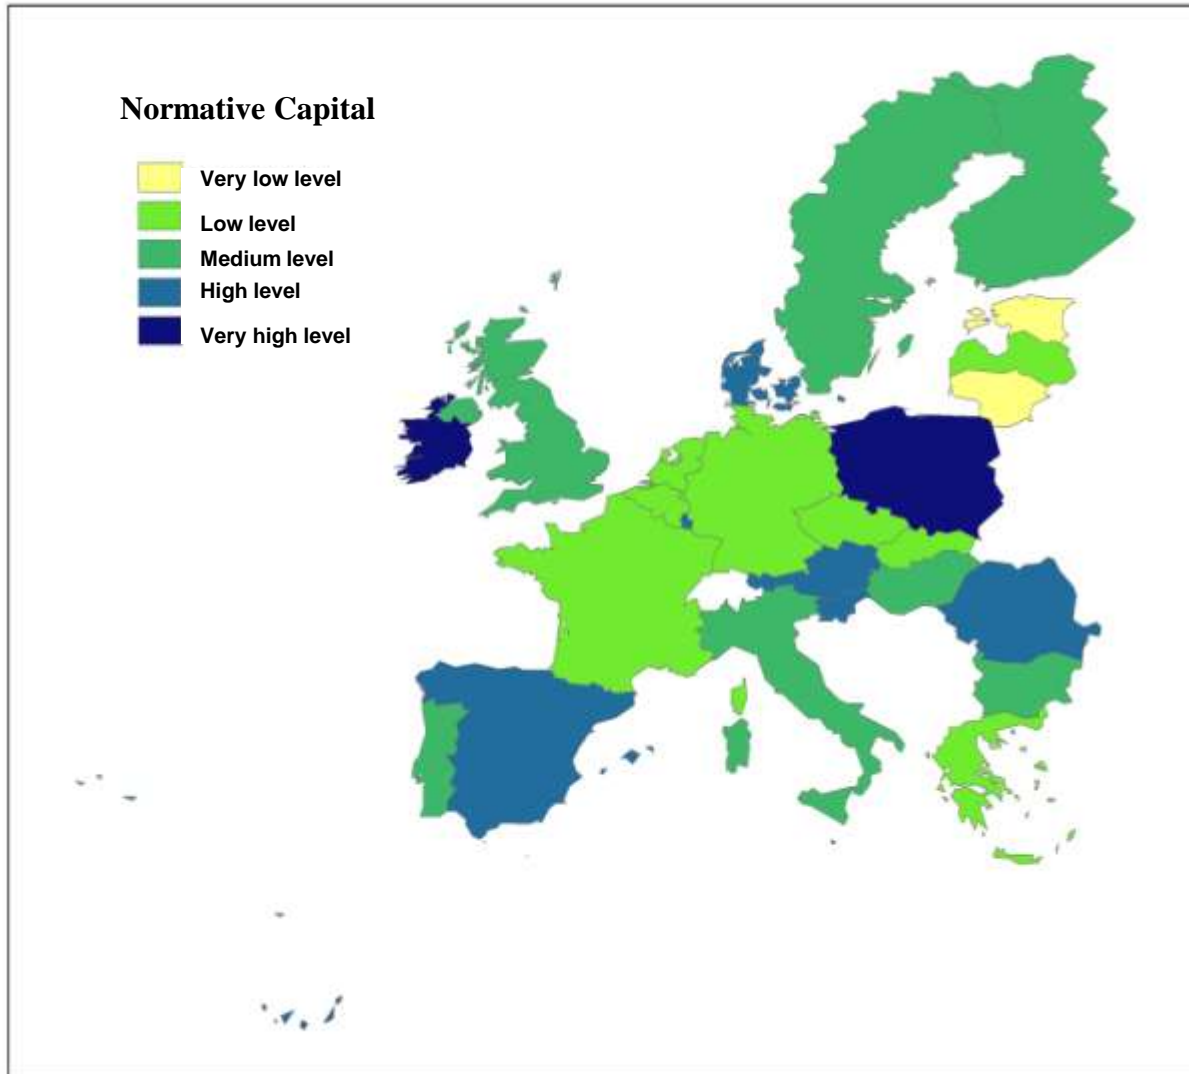 Normative Capital
Very low level
Low level
Medium level
High level
Very high level